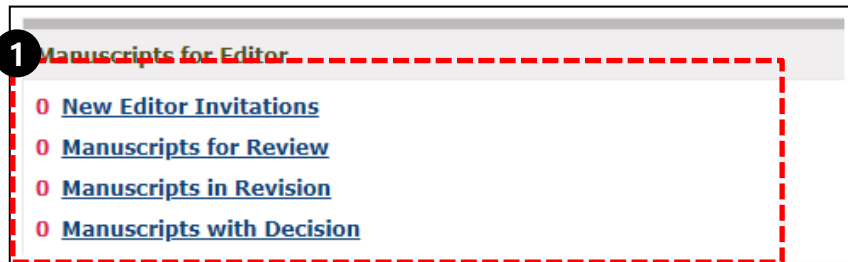 1 Manuscripts for Editor
0 New Editor Invitations
0 Manuscripts for Review
0 Manuscripts in Revision
0 Manuscripts with Decision